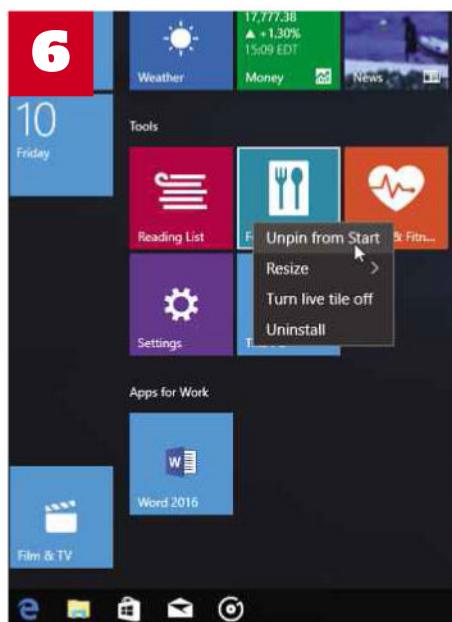 6
17,777.38
▲ +1.30%
15:09 EDT
Weather
Money
News
10
Friday
Tools
Reading List
F
& Fitn...
Unpin from Start
Resize
Turn live tile off
Uninstall
Settings
Apps for Work
W
Word 2016
Film & TV